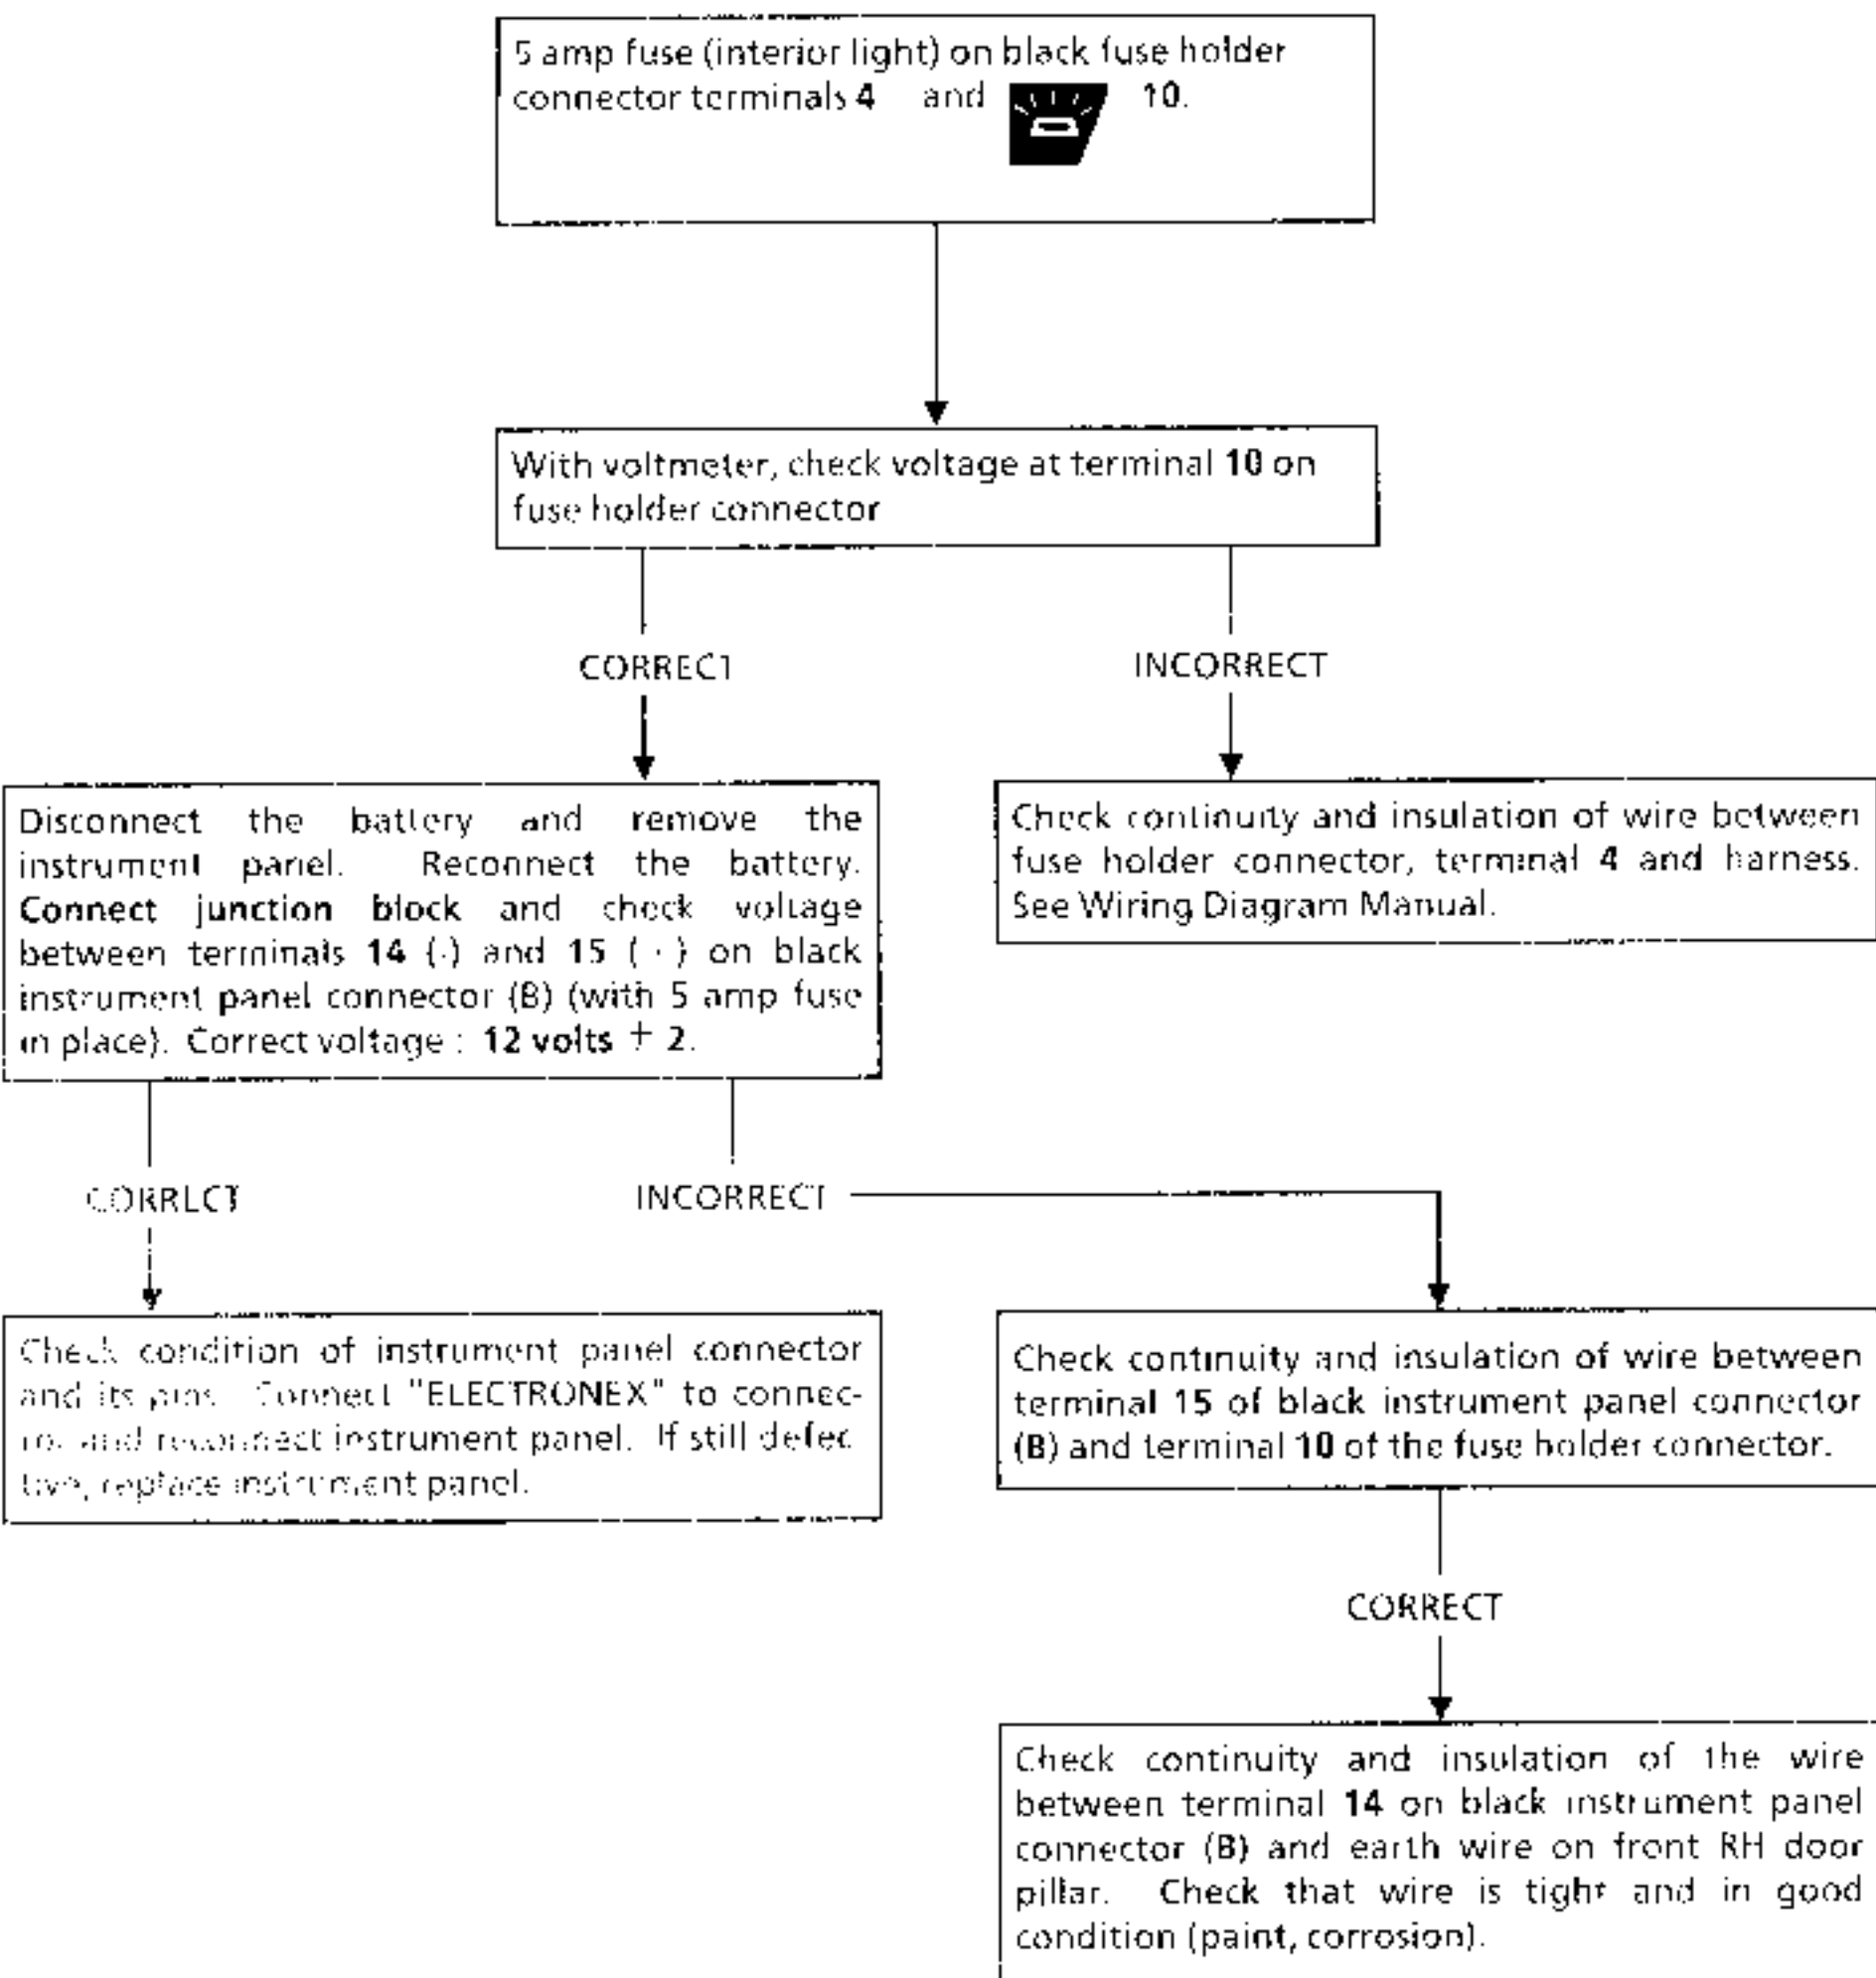 5 amp fuse (interior light) on black fuse holder
connector terminals 4 and 10.
With voltmeter, check voltage at terminal 10 on
fuse holder connector
CORRECT
INCORRECT
Disconnect the battery and remove the
instrument panel. Reconnect the battery.
Connect junction block and check voltage
between terminals 14 (-) and 15 (·) on black
instrument panel connector (B) (with 5 amp fuse
in place). Correct voltage : 12 volts ± 2.
Check continuity and insulation of wire between
fuse holder connector, terminal 4 and harness.
See Wiring Diagram Manual.
CORRECT
INCORRECT
Check condition of instrument panel connector
and its pins. Connect "ELECTRONEX" to connec-
tor and reconnect instrument panel. If still defec
tive, replace instrument panel.
Check continuity and insulation of wire between
terminal 15 of black instrument panel connector
(B) and terminal 10 of the fuse holder connector.
CORRECT
Check continuity and insulation of the wire
between terminal 14 on black instrument panel
connector (B) and earth wire on front RH door
pillar. Check that wire is tight and in good
condition (paint, corrosion).